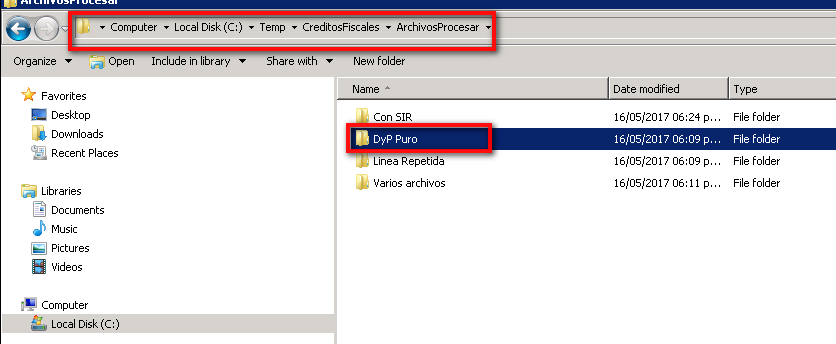 ArchivosProcesar
Computer Local Disk (C:) Temp CreditosFiscales ArchivosProcesar
Organize Open Include in library Share with New folder
Favorites
Desktop
Downloads
Recent Places
Libraries
Documents
Music
Pictures
Videos
Computer
Local Disk (C:)
Name Date modified Type
Con SIR 16/05/2017 06:24 p... File folder
DyP Puro 16/05/2017 06:09 p... File folder
Linea Repetida 16/05/2017 06:09 p... File folder
Varios archivos 16/05/2017 06:11 p... File folder